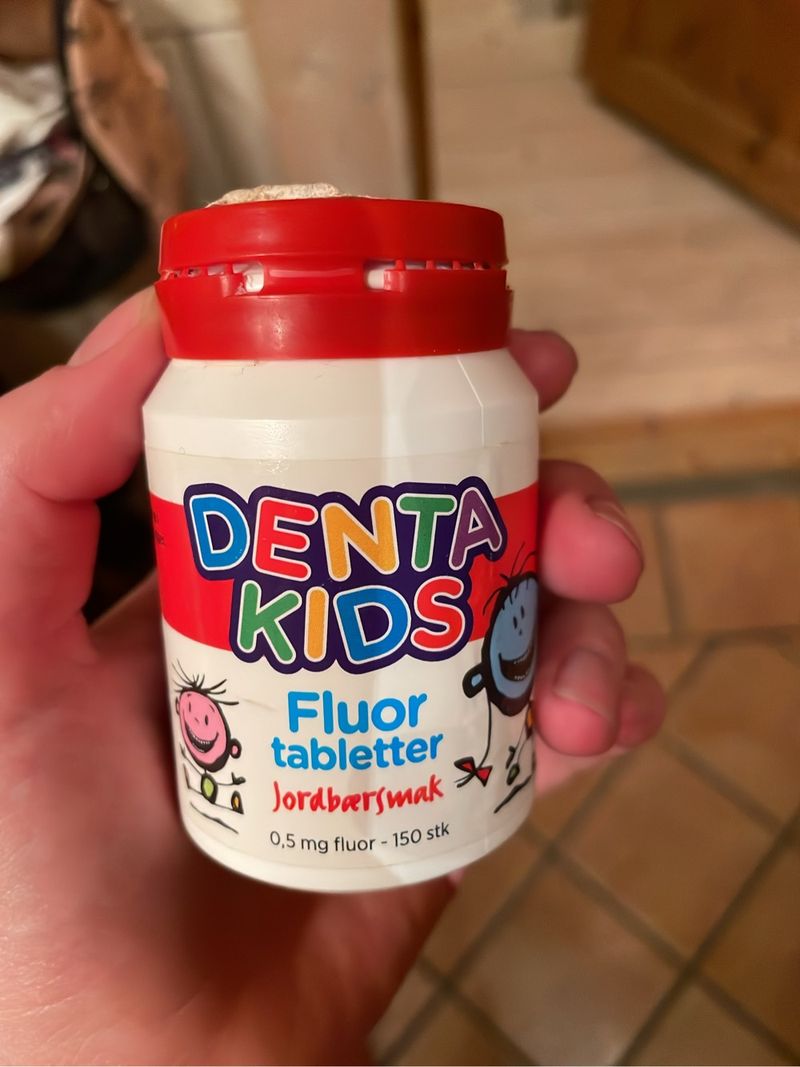 DENTA
KIDS
Fluor
tabletter
Jordbærsmak
0,5 mg fluor - 150 stk